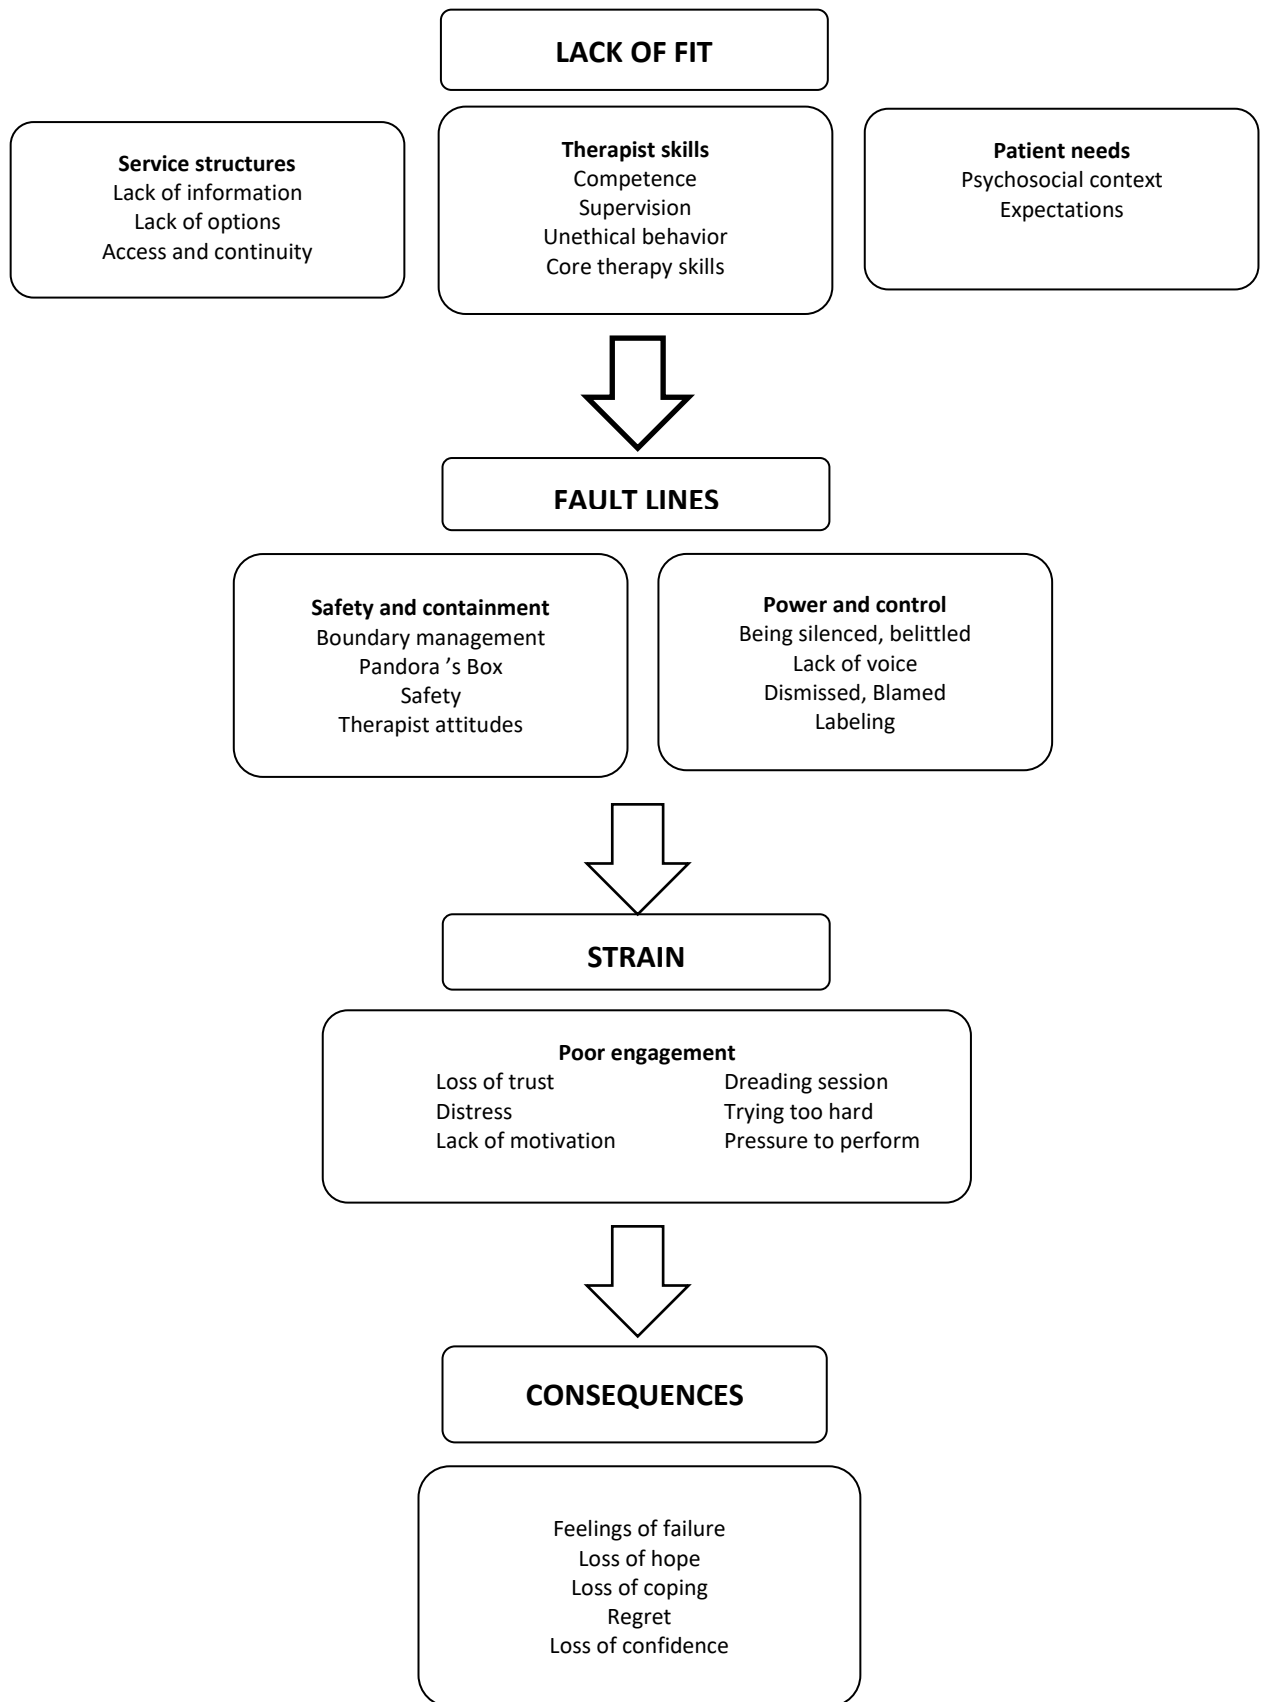 LACK OF FIT
Service structures
Lack of information
Lack of options
Access and continuity
Therapist skills
Competence
Supervision
Unethical behavior
Core therapy skills
Patient needs
Psychosocial context
Expectations
FAULT LINES
Safety and containment
Boundary management
Pandora 's Box
Safety
Therapist attitudes
Power and control
Being silenced, belittled
Lack of voice
Dismissed, Blamed
Labeling
STRAIN
Poor engagement
Loss of trust
Distress
Lack of motivation
Dreading session
Trying too hard
Pressure to perform
CONSEQUENCES
Feelings of failure
Loss of hope
Loss of coping
Regret
Loss of confidence